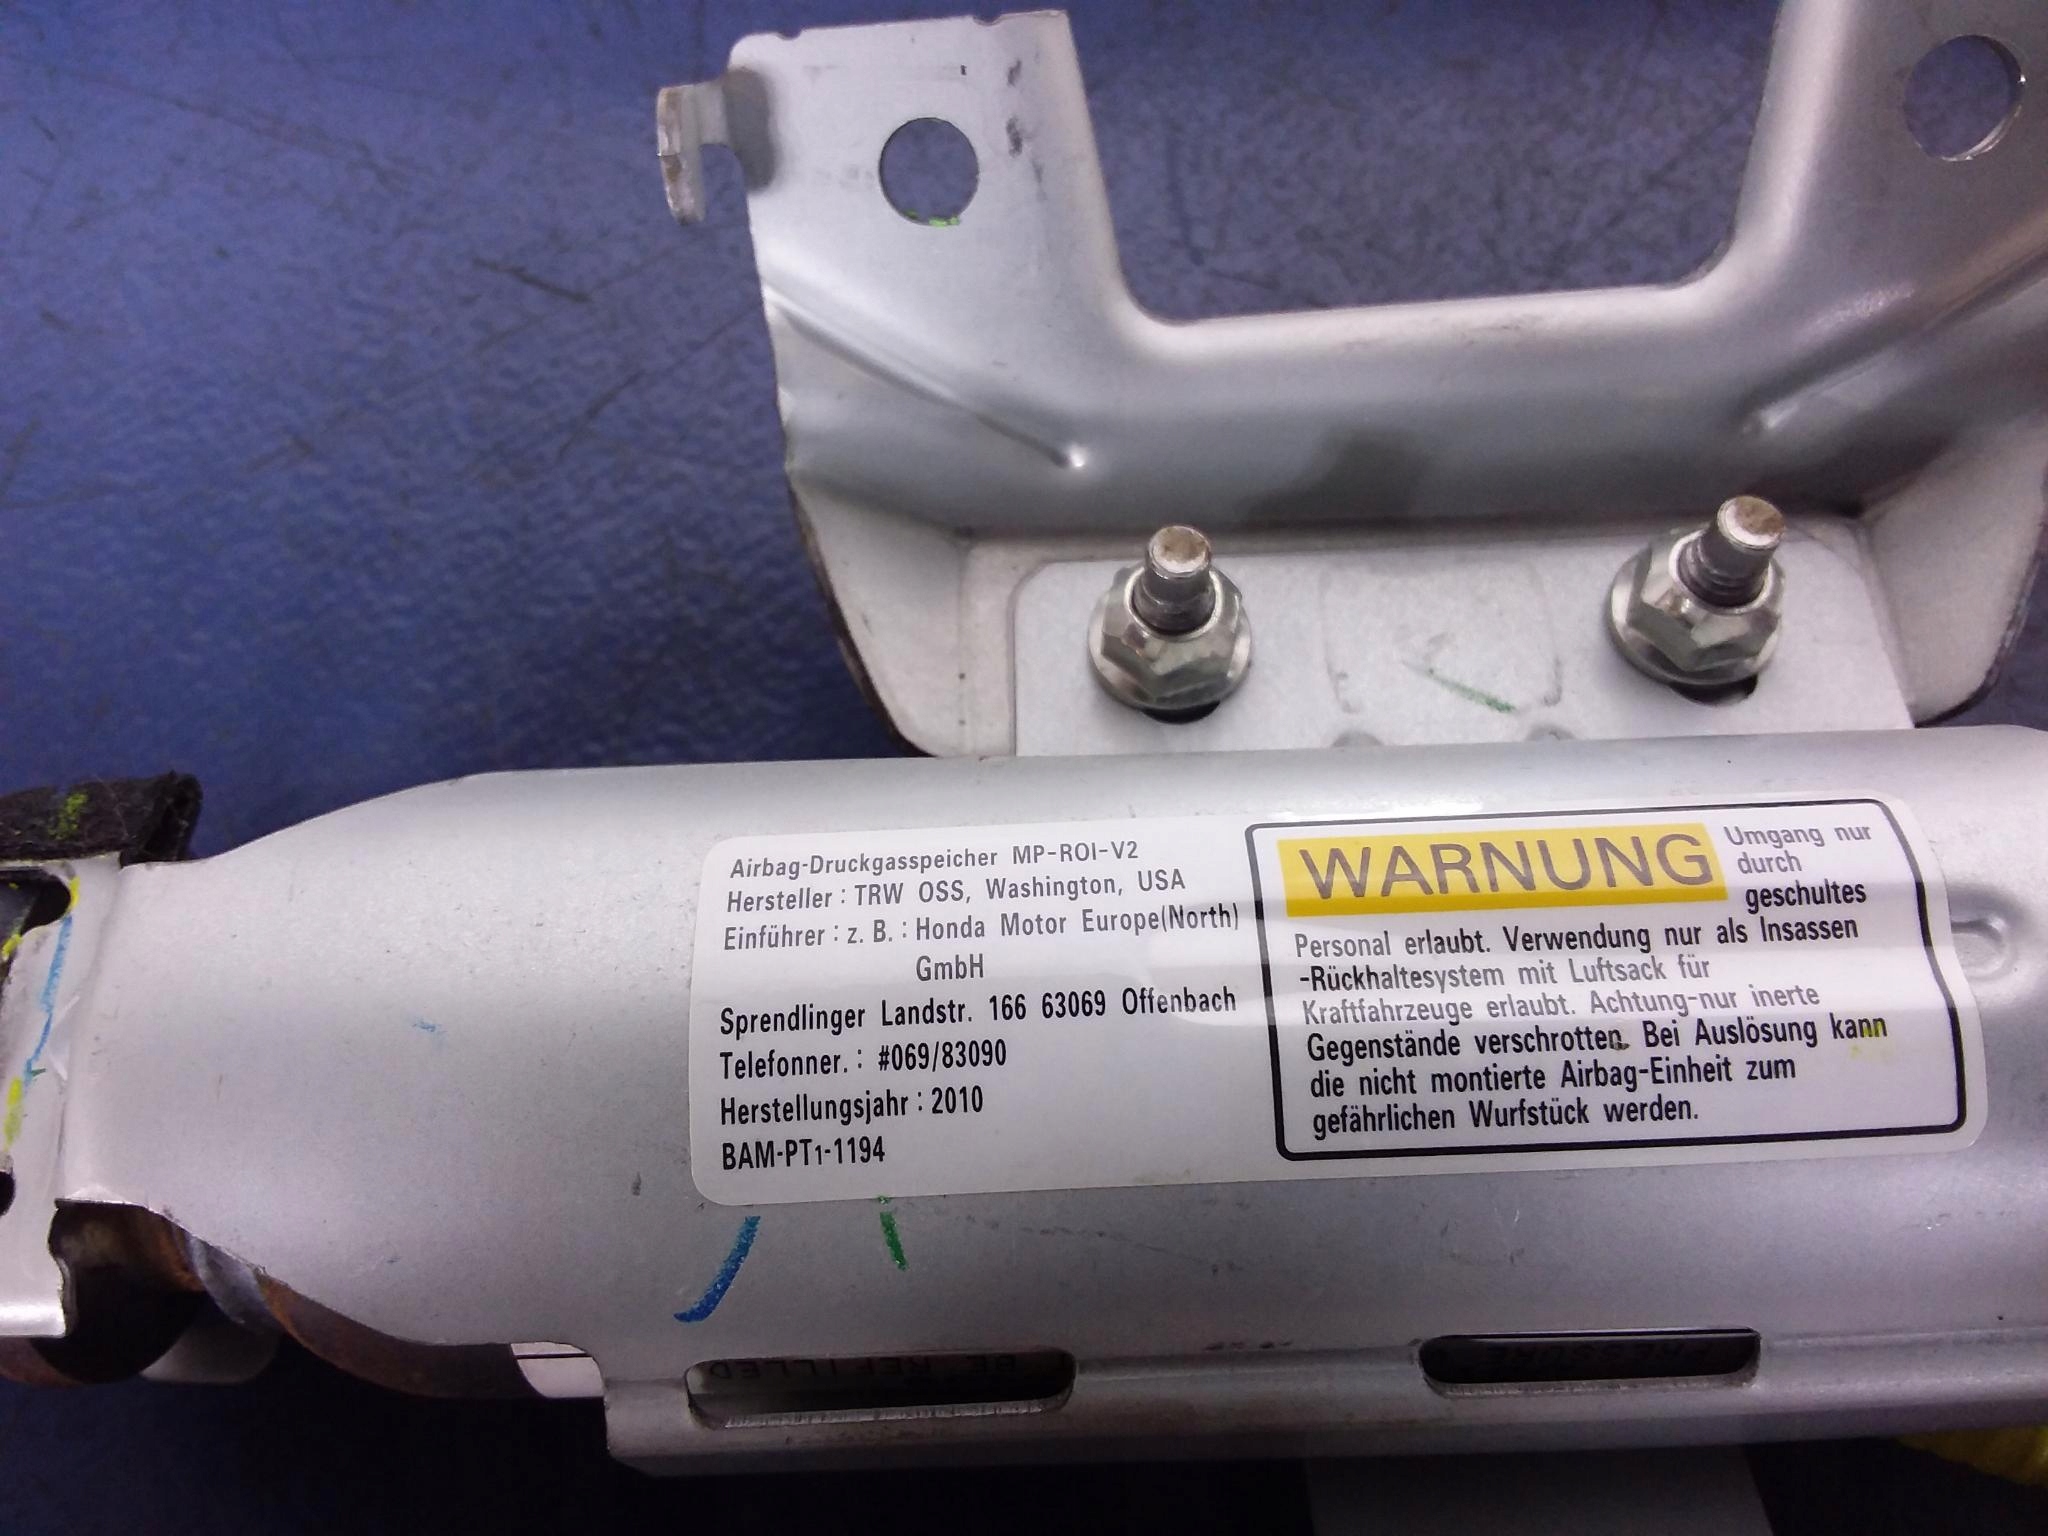 Airbag-Druckgasspeicher MP-ROI-V2
Hersteller : TRW OSS, Washington, USA
Einführer : z. B. : Honda Motor Europe(North)
GmbH
Sprendlinger Landstr. 166 63069 Offenbach
Telefonner. : #069/83090
Herstellungsjahr : 2010
BAM-PT1-1194
WARNUNG Umgang nur
durch
geschultes
Personal erlaubt. Verwendung nur als Insassen
-Rückhaltesystem mit Luftsack für
Kraftfahrzeuge erlaubt. Achtung-nur inerte
Gegenstände verschrotten. Bei Auslösung kann
die nicht montierte Airbag-Einheit zum
gefährlichen Wurfstück werden.
BE REFILLED
PRESSURE